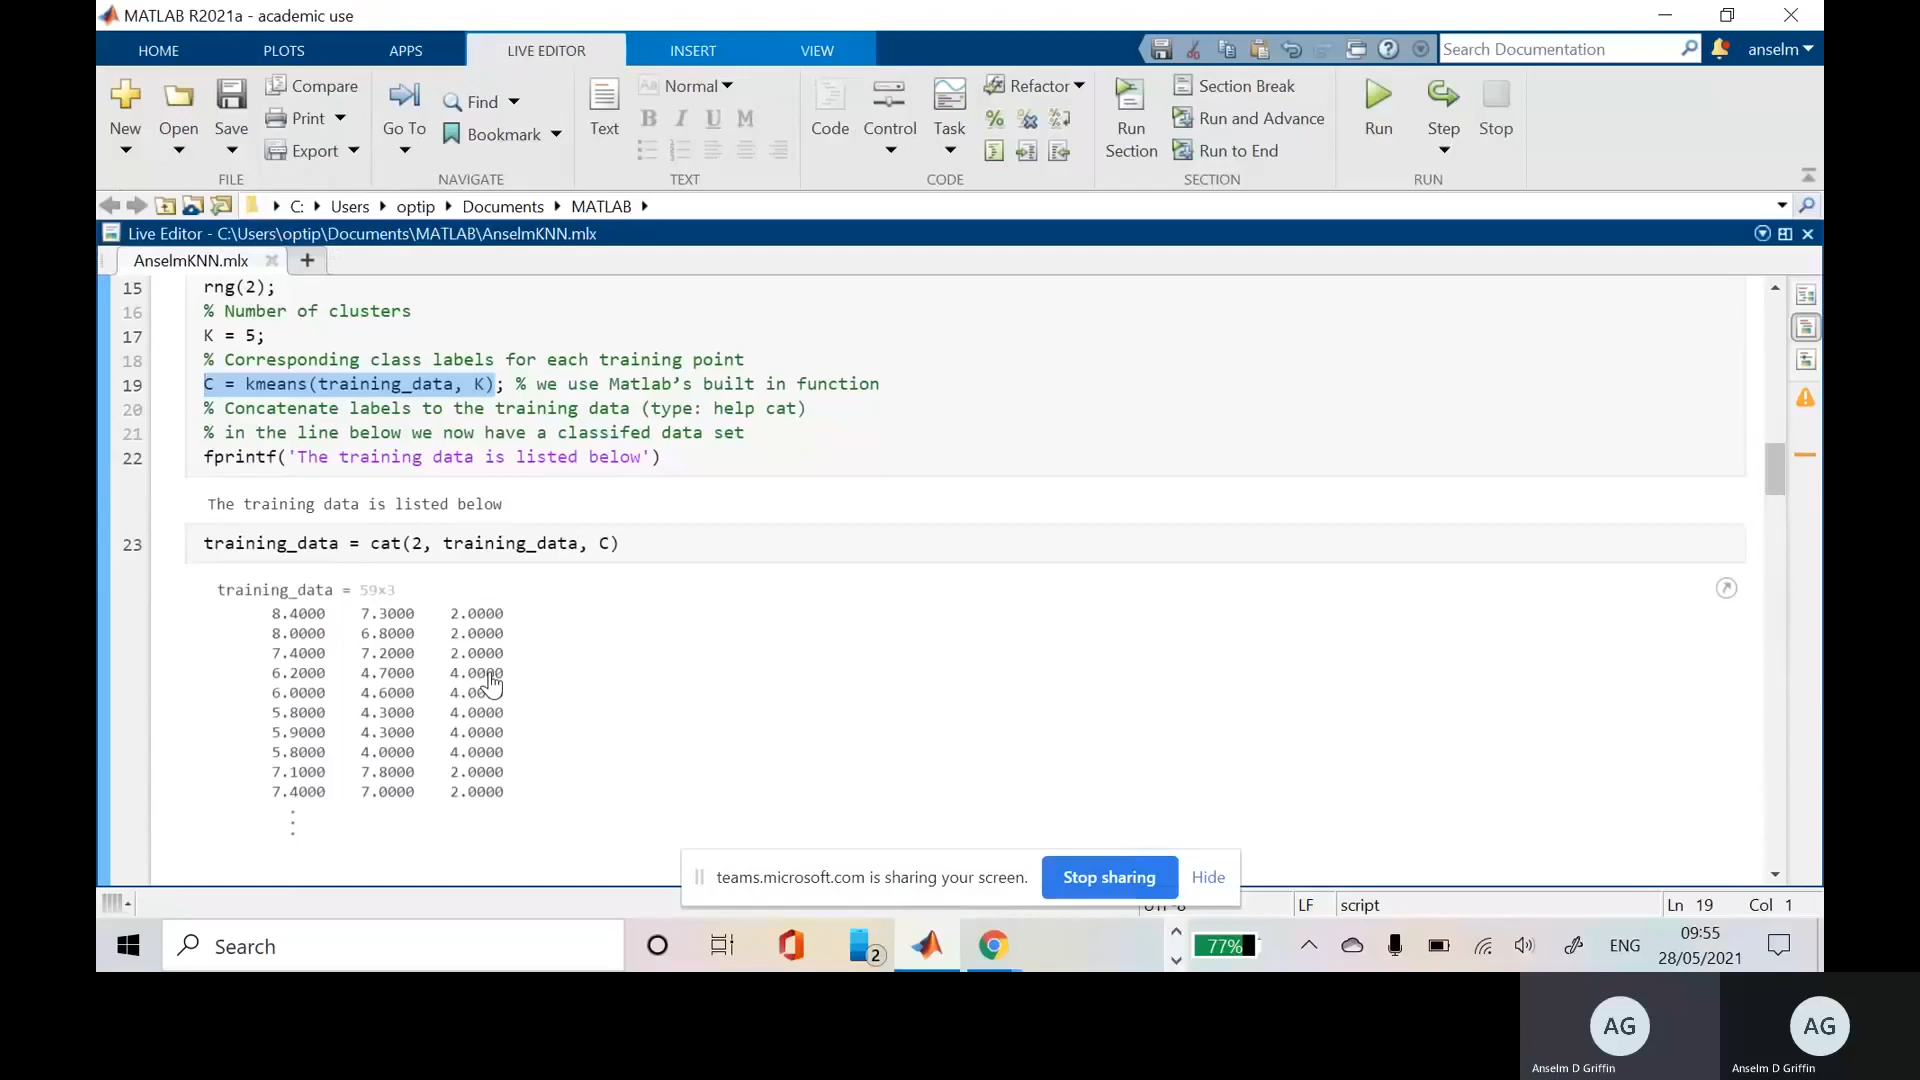 MATLAB R2021a - academic use
HOME PLOTS APPS LIVE EDITOR INSERT VIEW Search Documentation anselm
New Open Save Compare Print Export FILE
Go To Find Bookmark NAVIGATE
Text Aa Normal B I U M TEXT
Code Control Task Refactor CODE
Run Section Section Break Run and Advance Run to End SECTION
Run Step Stop RUN
C: Users optip Documents MATLAB
Live Editor - C:\Users\optip\Documents\MATLAB\AnselmKNN.mlx
AnselmKNN.mlx
15 rng(2);
16 % Number of clusters
17 K = 5;
18 % Corresponding class labels for each training point
19 C = kmeans(training_data, K); % we use Matlab’s built in function
20 % Concatenate labels to the training data (type: help cat)
21 % in the line below we now have a classifed data set
22 fprintf('The training data is listed below')
The training data is listed below
23 training_data = cat(2, training_data, C)
training_data = 59×3
8.4000 7.3000 2.0000
8.0000 6.8000 2.0000
7.4000 7.2000 2.0000
6.2000 4.7000 4.0000
6.0000 4.6000
5.8000 4.3000 4.0000
5.9000 4.3000 4.0000
5.8000 4.0000 4.0000
7.1000 7.8000 2.0000
7.4000 7.0000 2.0000
teams.microsoft.com is sharing your screen. Stop sharing Hide
LF script Ln 19 Col 1
Search 2 77% ENG 09:55
28/05/2021
AG AG
Anselm D Griffin Anselm D Griffin